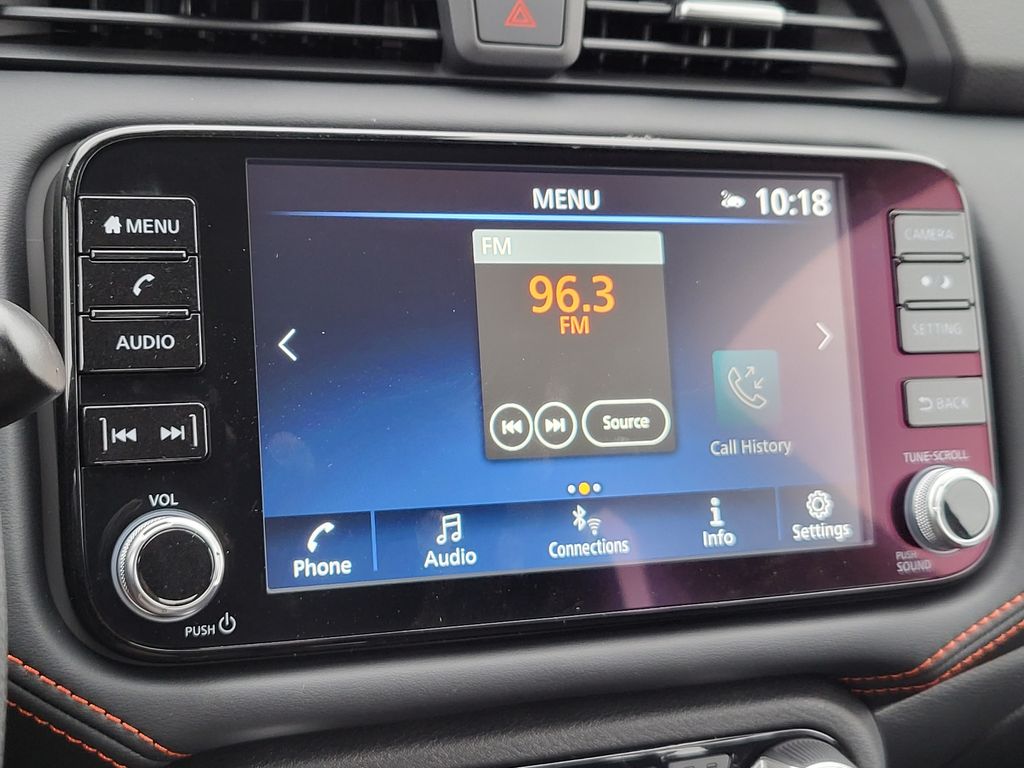 MENU
10:18
MENU
AUDIO
VOL
PUSH
FM
96.3
FM
Source
Call History
Phone
Audio
Connections
Info
Settings
CAMERA
SETTING
BACK
TUNE·SCROLL
PUSH
SOUND